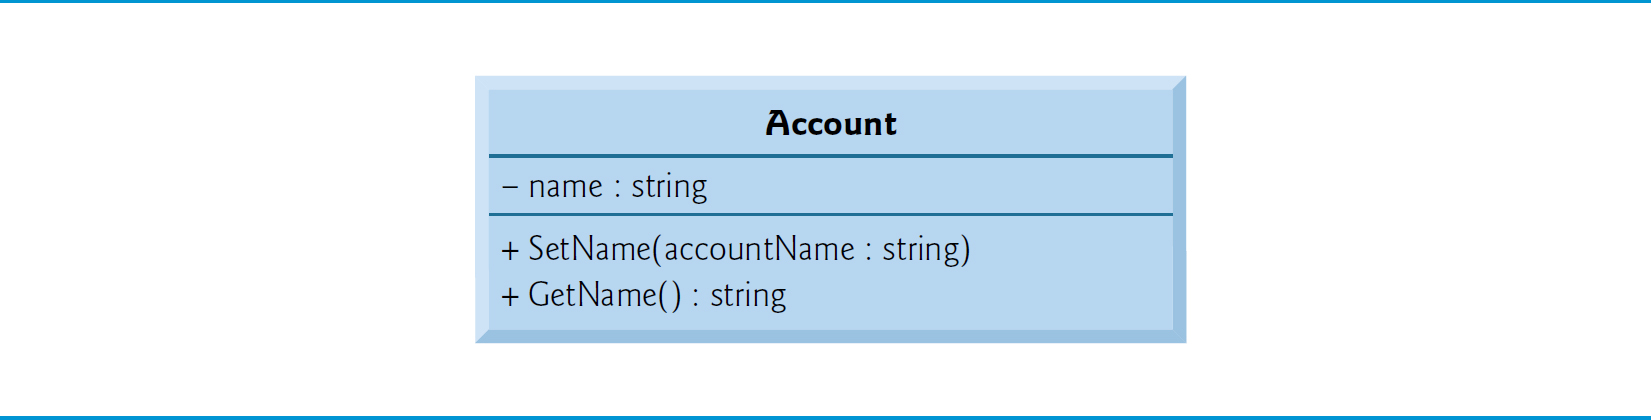 Account
– name : string
+ SetName(accountName : string)
+ GetName() : string